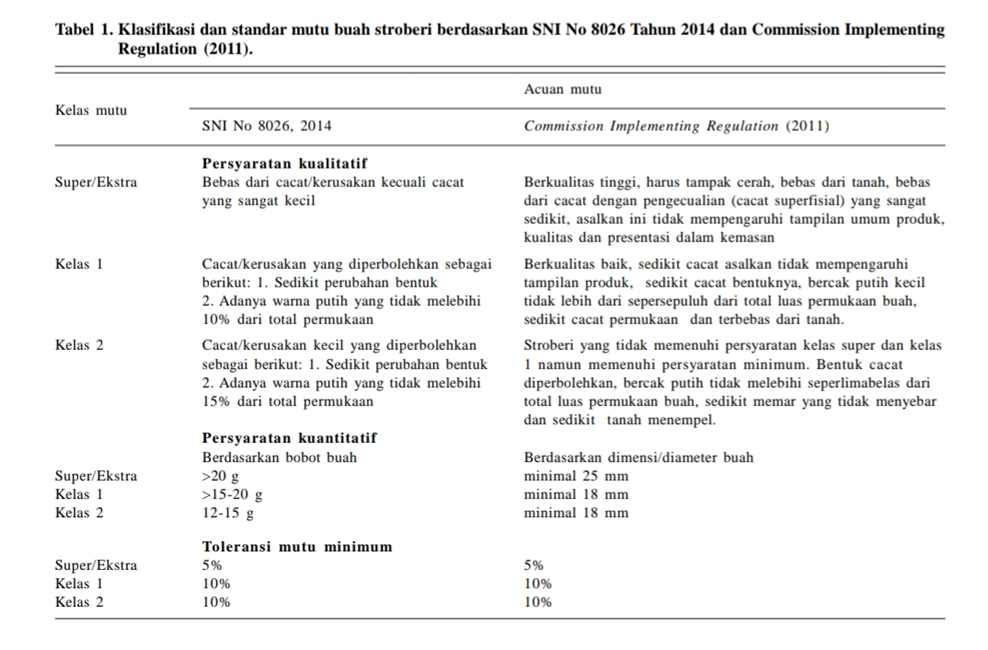 Tabel 1. Klasifikasi dan standar mutu buah stroberi berdasarkan SNI No 8026 Tahun 2014 dan Commission Implementing
Regulation (2011).
Kelas mutu
Acuan mutu
SNI No 8026, 2014
Commission Implementing Regulation (2011)
Persyaratan kualitatif
Super/Ekstra
Bebas dari cacat/kerusakan kecuali cacat
yang sangat kecil
Berkualitas tinggi, harus tampak cerah, bebas dari tanah, bebas
dari cacat dengan pengecualian (cacat superfisial) yang sangat
sedikit, asalkan ini tidak mempengaruhi tampilan umum produk,
kualitas dan presentasi dalam kemasan
Kelas 1
Cacat/kerusakan yang diperbolehkan sebagai
berikut: 1. Sedikit perubahan bentuk
2. Adanya warna putih yang tidak melebihi
10% dari total permukaan
Berkualitas baik, sedikit cacat asalkan tidak mempengaruhi
tampilan produk, sedikit cacat bentuknya, bercak putih kecil
tidak lebih dari sepersepuluh dari total luas permukaan buah,
sedikit cacat permukaan dan terbebas dari tanah.
Kelas 2
Cacat/kerusakan kecil yang diperbolehkan
sebagai berikut: 1. Sedikit perubahan bentuk
2. Adanya warna putih yang tidak melebihi
15% dari total permukaan
Stroberi yang tidak memenuhi persyaratan kelas super dan kelas
1 namun memenuhi persyaratan minimum. Bentuk cacat
diperbolehkan, bercak putih tidak melebihi seperlimabelas dari
total luas permukaan buah, sedikit memar yang tidak menyebar
dan sedikit tanah menempel.
Persyaratan kuantitatif
Berdasarkan bobot buah
Berdasarkan dimensi/diameter buah
Super/Ekstra
>20 g
minimal 25 mm
Kelas 1
>15-20 g
minimal 18 mm
Kelas 2
12-15 g
minimal 18 mm
Toleransi mutu minimum
Super/Ekstra
5%
5%
Kelas 1
10%
10%
Kelas 2
10%
10%